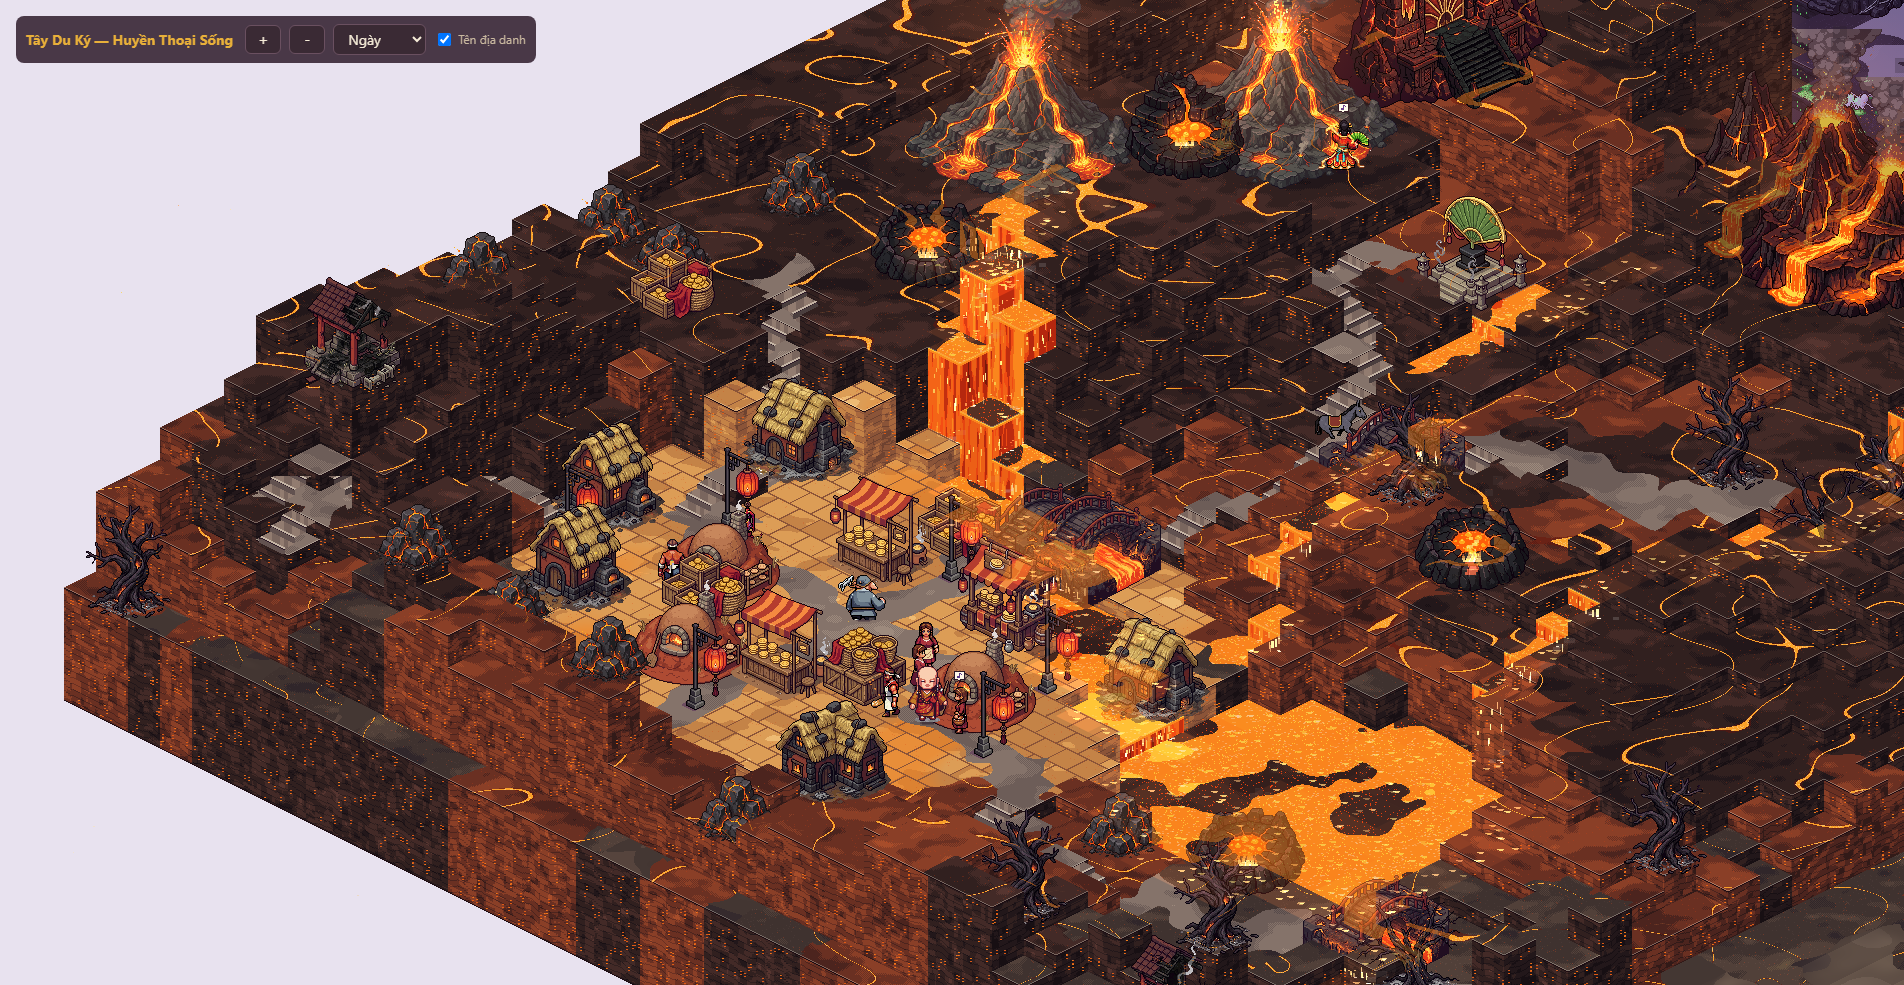 Tây Du Ký — Huyền Thoại Sống
+
-
Ngày
Tên địa danh